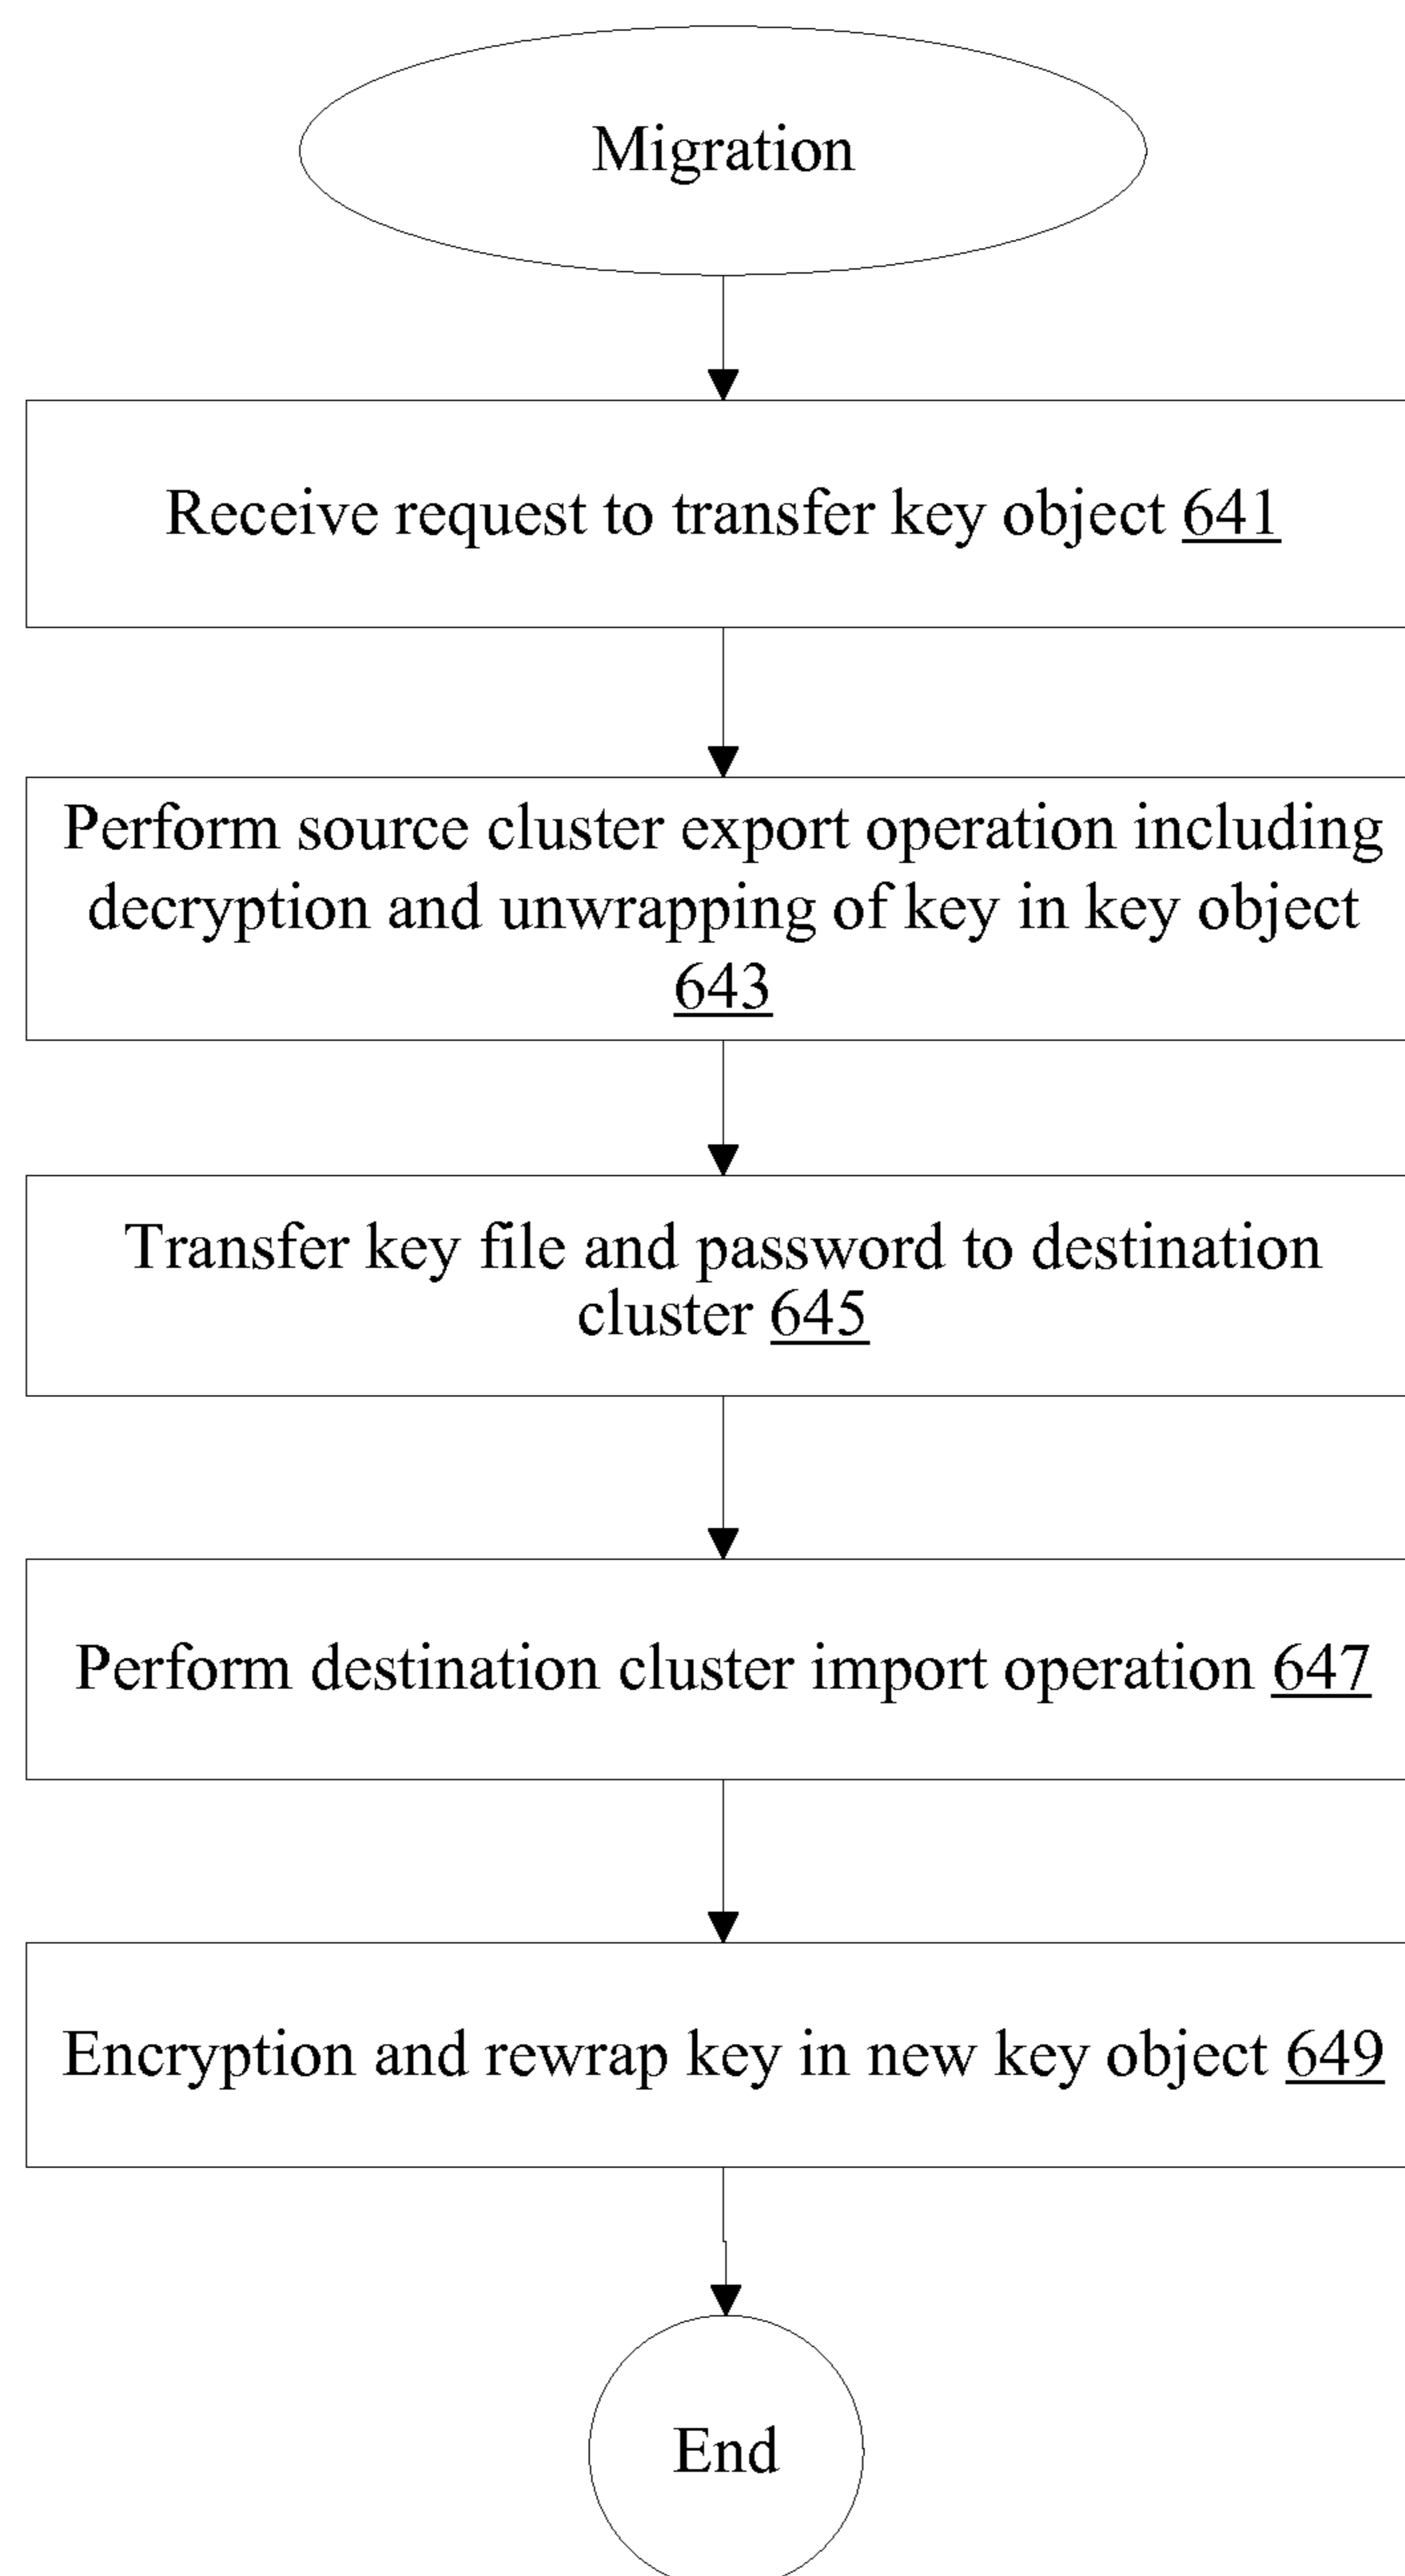 Migration
Receive request to transfer key object 641
Perform source cluster export operation including
decryption and unwrapping of key in key object
643
Transfer key file and password to destination
cluster 645
Perform destination cluster import operation 647
Encryption and rewrap key in new key object 649
End